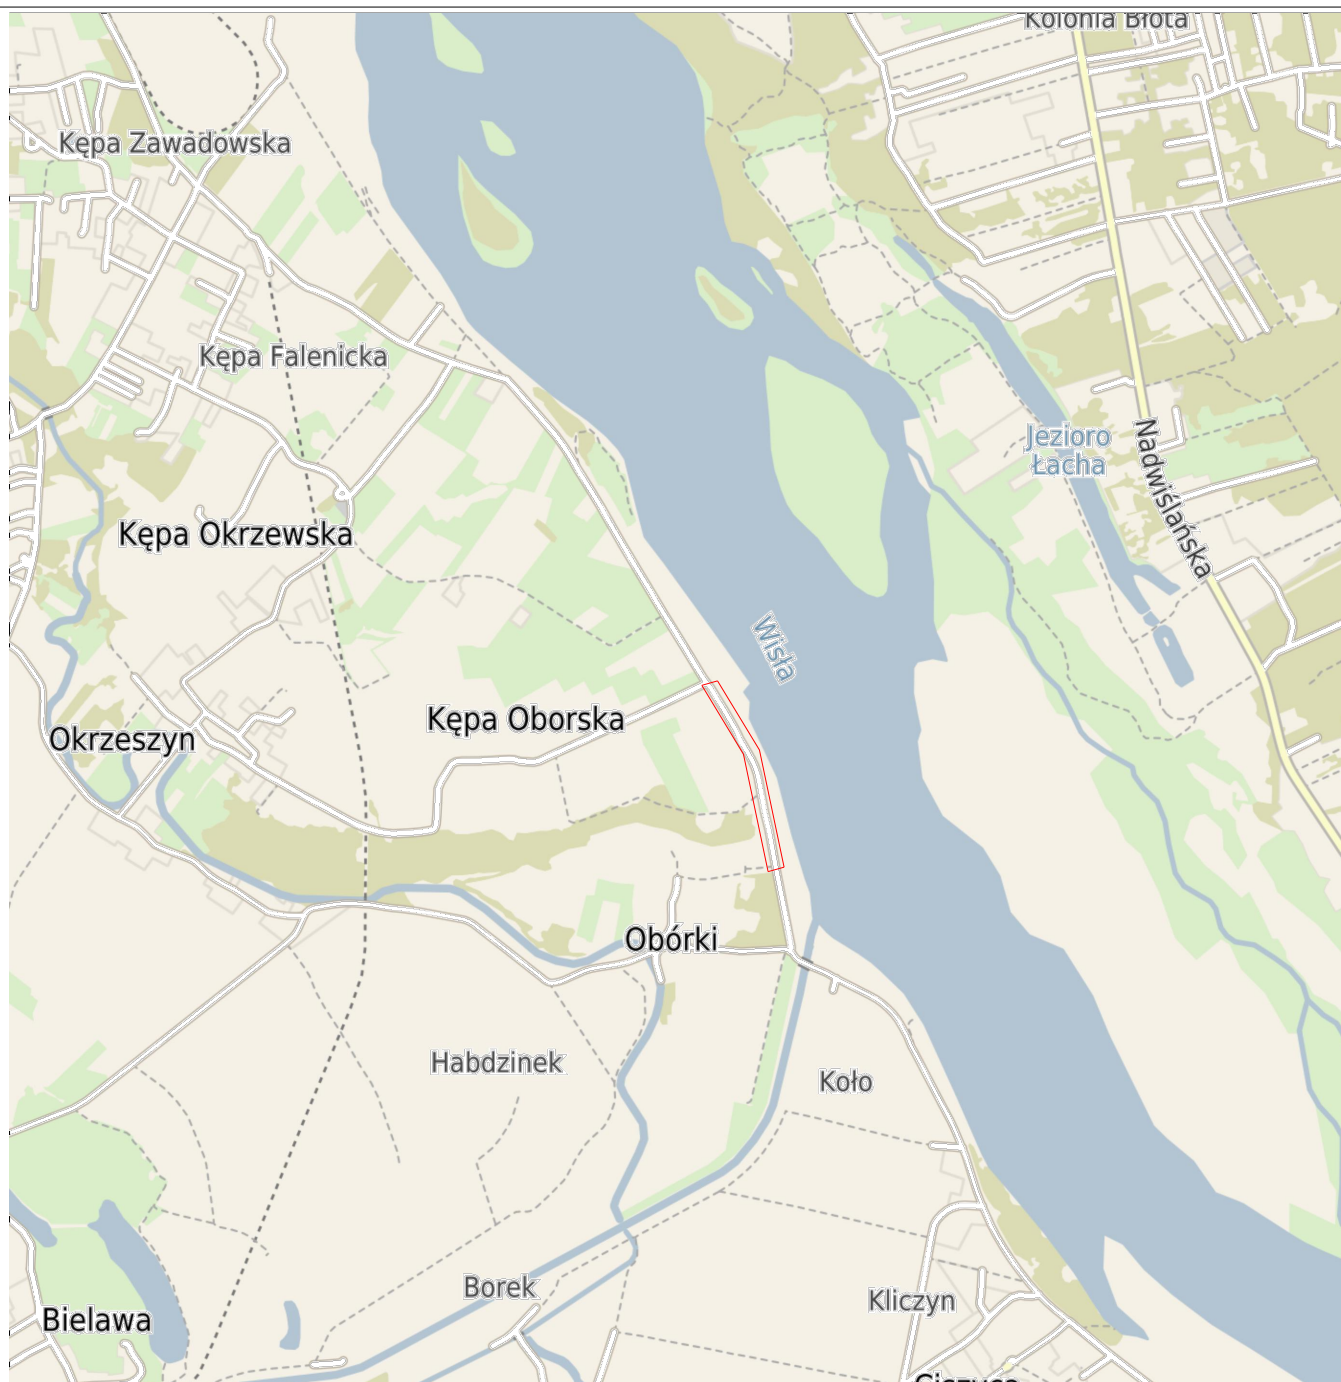 Kolonia Błota
Kępa Zawadowska
Kępa Falenicka
Jezioro
Łacha
Nadwiślańska
Kępa Okrzewska
Wisła
Kępa Oborska
Okrzeszyn
Obórki
Habdzinek
Koło
Borek
Kliczyn
Bielawa
Ciszyca